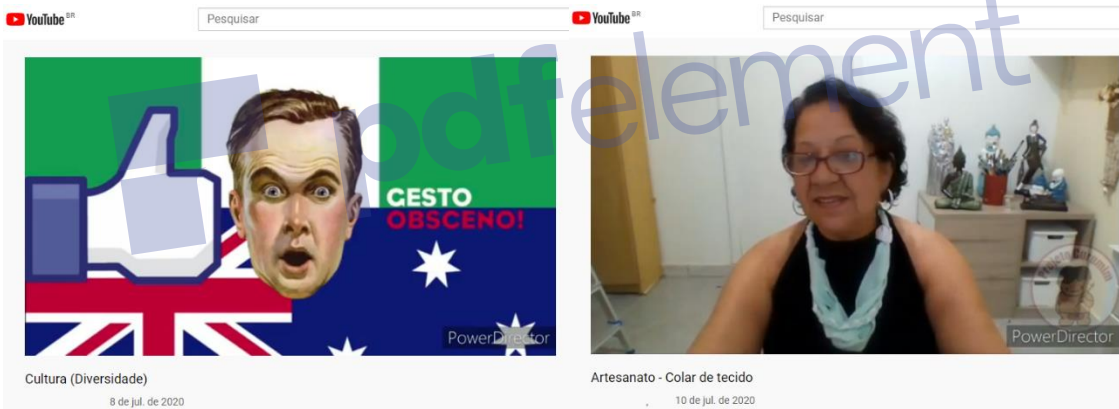 YouTube BR
Pesquisar
GESTO
OBSCENO!
PowerDirector
Cultura (Diversidade)
8 de jul. de 2020
YouTube BR
Pesquisar
PowerDirector
Artesanato - Colar de tecido
10 de jul. de 2020
pdfelement